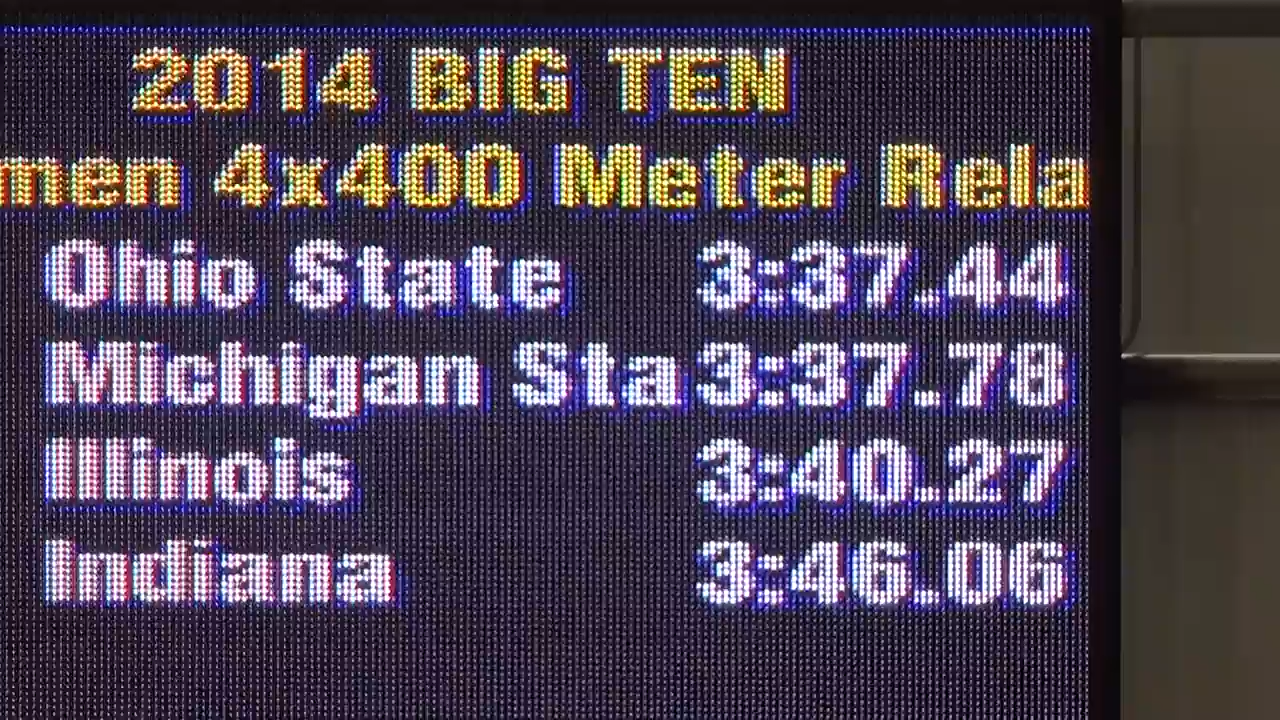 2014 BIG TEN
men 4x400 Meter Rela
Ohio State 3:37.44
Michigan Sta 3:37.78
Illinois 3:40.27
Indiana 3:46.06